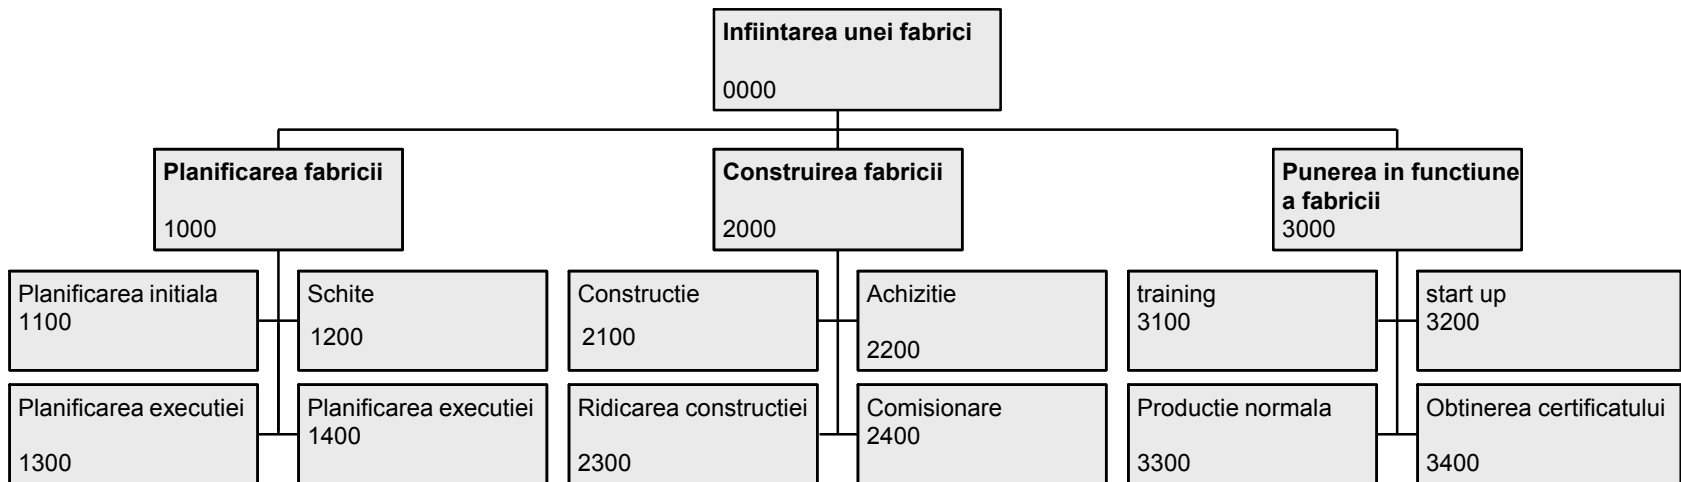 Infiintarea unei fabrici
0000
Planificarea fabricii
1000
Construirea fabricii
2000
Punerea in functiune
a fabricii
3000
Planificarea initiala
1100
Schite
1200
Constructie
2100
Achizitie
2200
training
3100
start up
3200
Planificarea executiei
1300
Planificarea executiei
1400
Ridicarea constructiei
2300
Comisionare
2400
Productie normala
3300
Obtinerea certificatului
3400